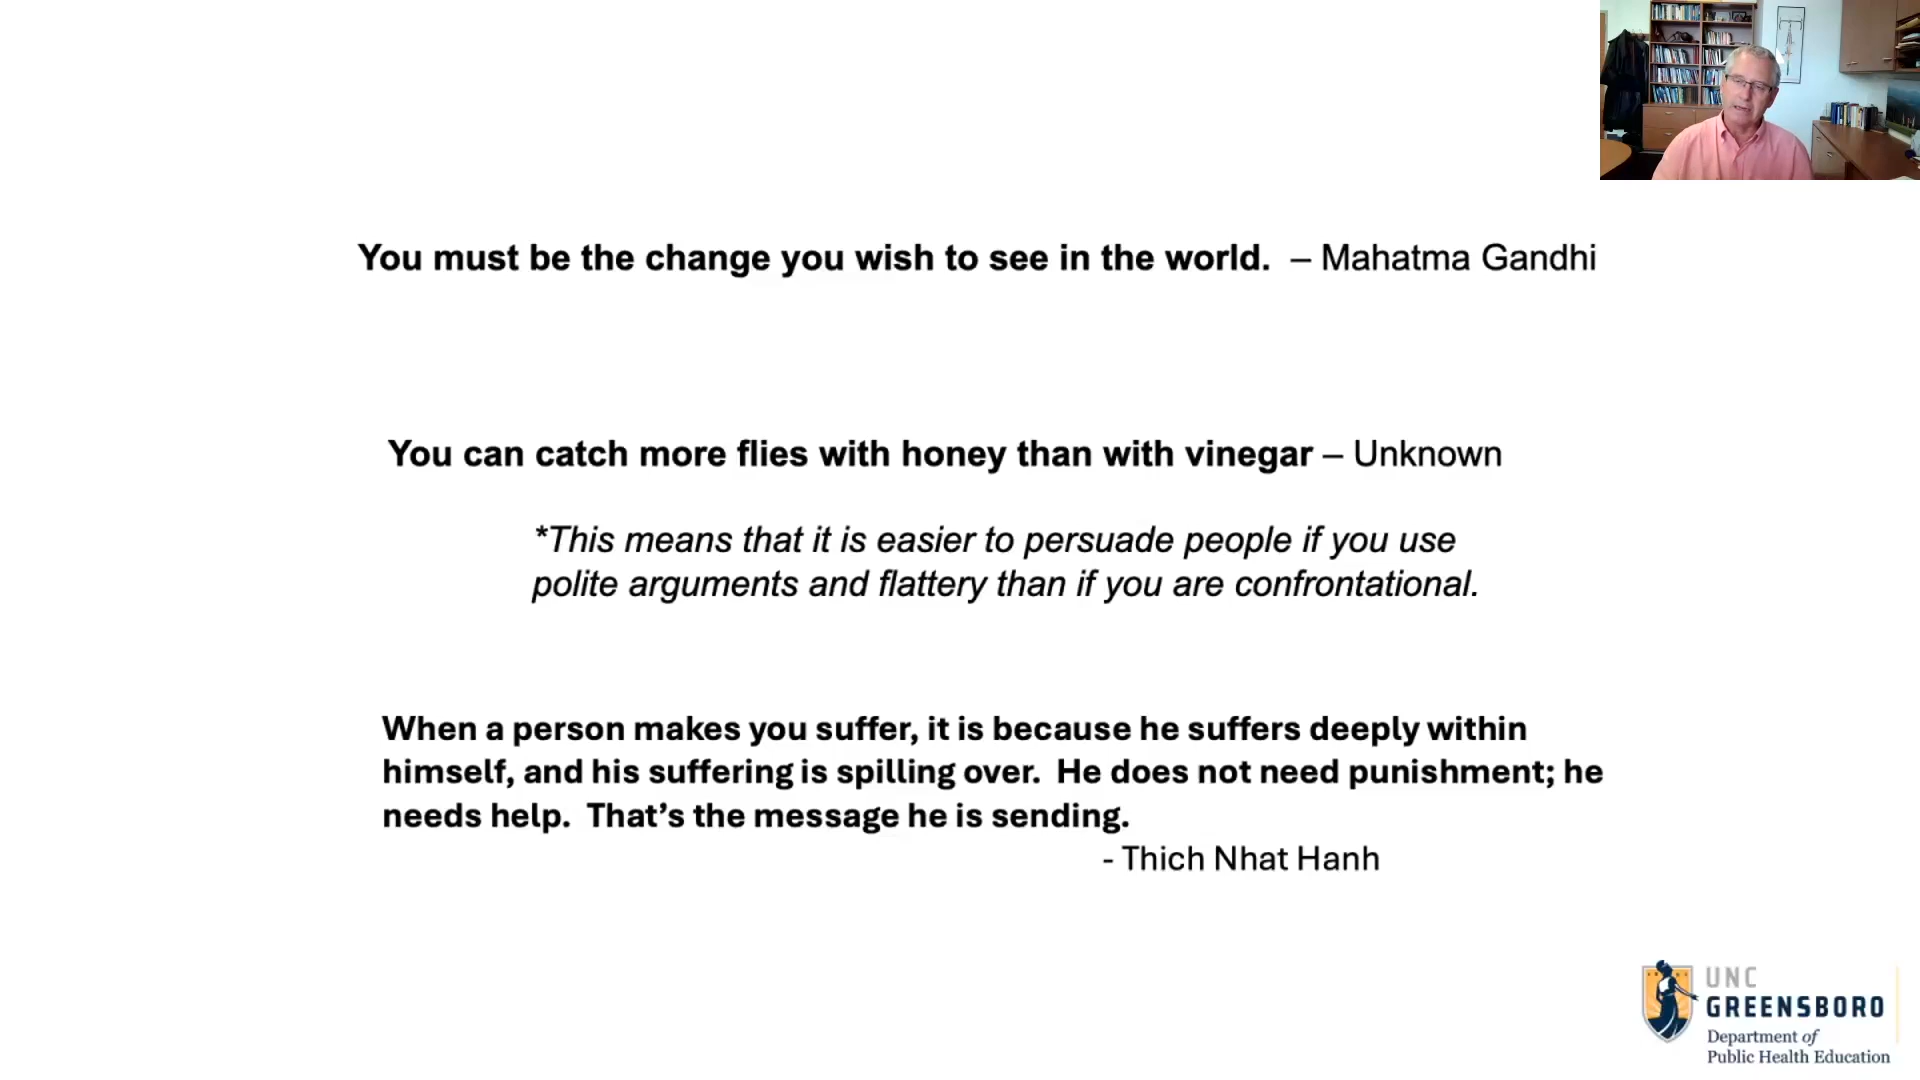 You must be the change you wish to see in the world. – Mahatma Gandhi
You can catch more flies with honey than with vinegar – Unknown
*This means that it is easier to persuade people if you use
polite arguments and flattery than if you are confrontational.
When a person makes you suffer, it is because he suffers deeply within
himself, and his suffering is spilling over. He does not need punishment; he
needs help. That’s the message he is sending.
- Thich Nhat Hanh
UNC
GREENSBORO
Department of
Public Health Education